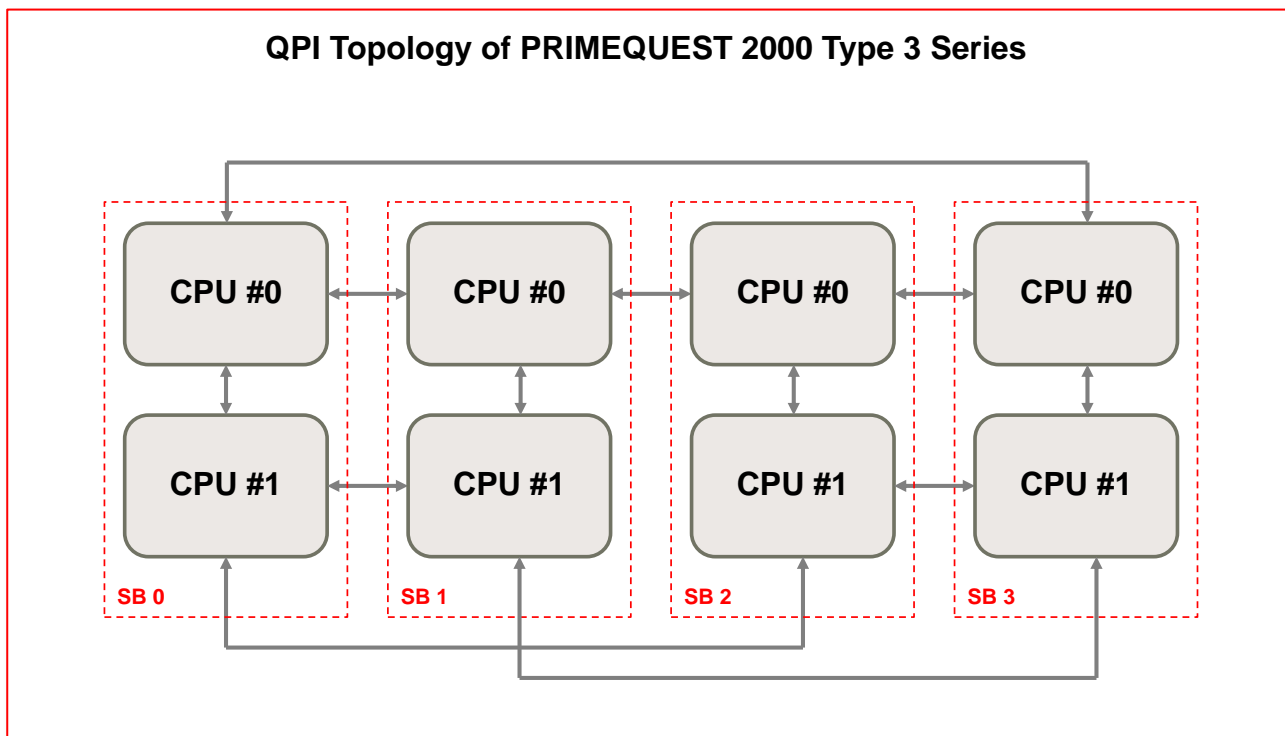 QPI Topology of PRIMEQUEST 2000 Type 3 Series
CPU #0
CPU #0
CPU #0
CPU #0
CPU #1
CPU #1
CPU #1
CPU #1
SB 0
SB 1
SB 2
SB 3